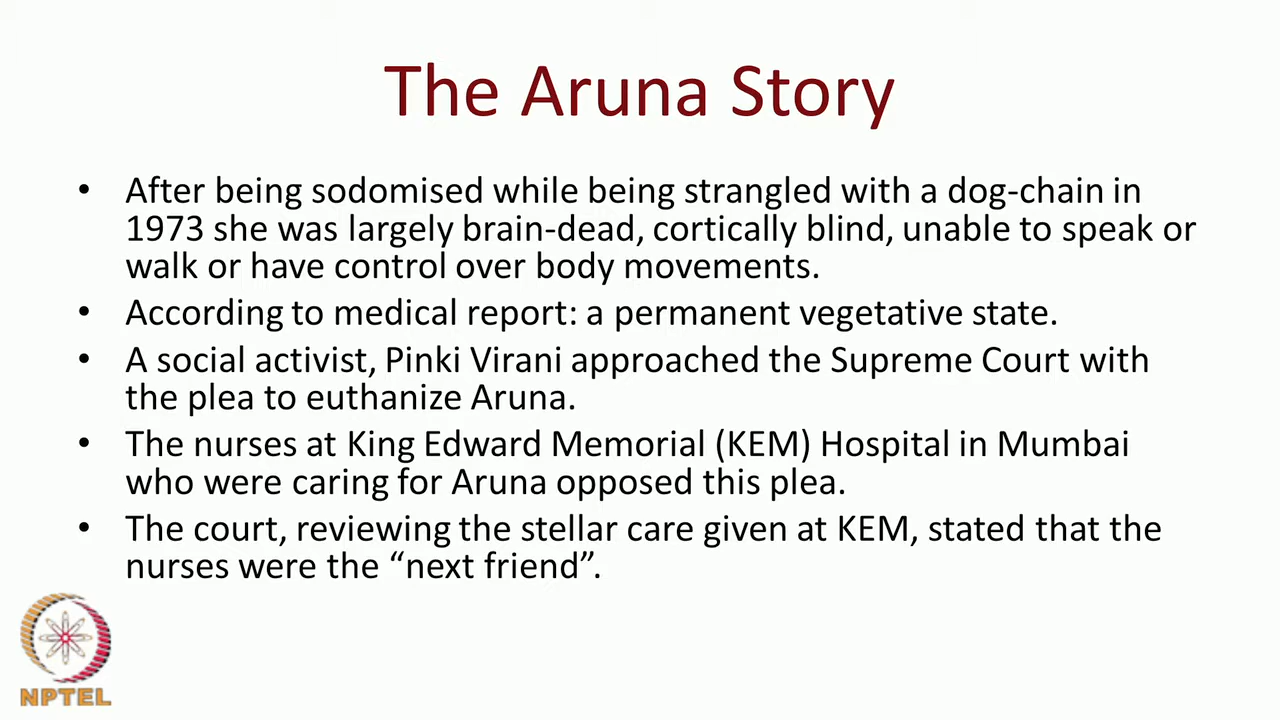 The Aruna Story
• After being sodomised while being strangled with a dog-chain in
1973 she was largely brain-dead, cortically blind, unable to speak or
walk or have control over body movements.
• According to medical report: a permanent vegetative state.
• A social activist, Pinki Virani approached the Supreme Court with
the plea to euthanize Aruna.
• The nurses at King Edward Memorial (KEM) Hospital in Mumbai
who were caring for Aruna opposed this plea.
• The court, reviewing the stellar care given at KEM, stated that the
nurses were the “next friend”.
NPTEL